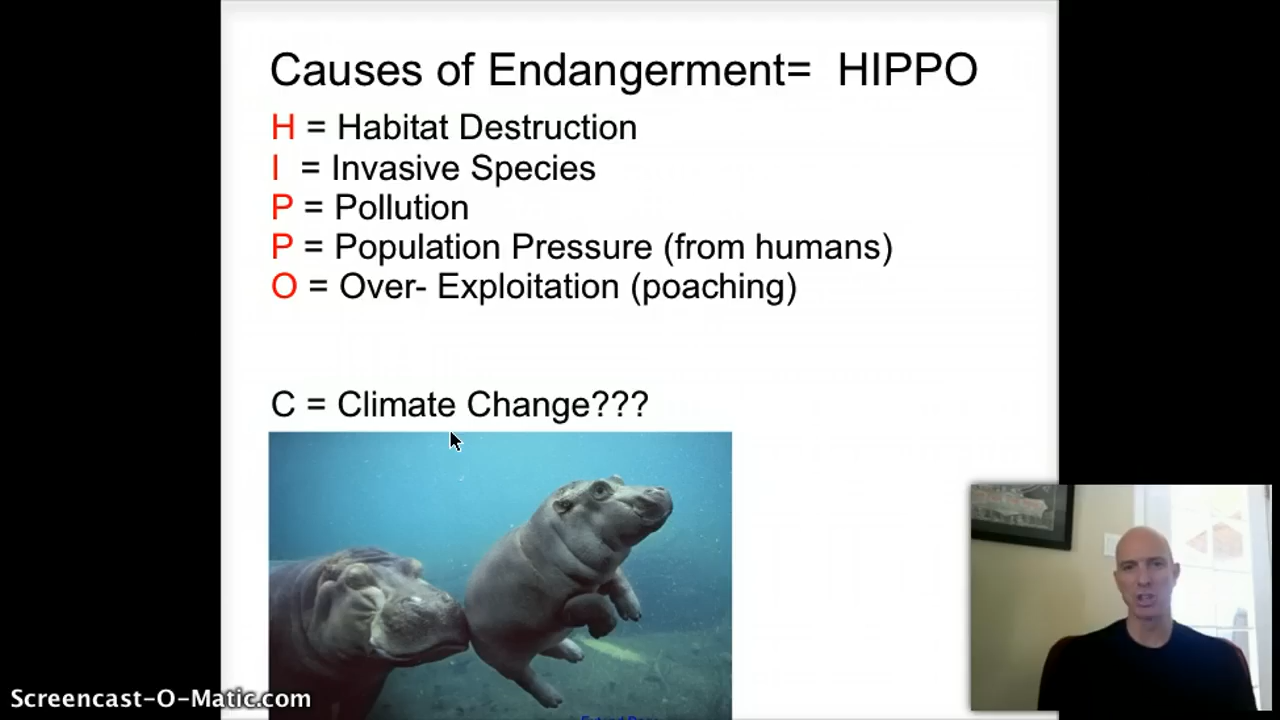 Causes of Endangerment= HIPPO
H = Habitat Destruction
I = Invasive Species
P = Pollution
P = Population Pressure (from humans)
O = Over- Exploitation (poaching)
C = Climate Change???
Screencast-O-Matic.com